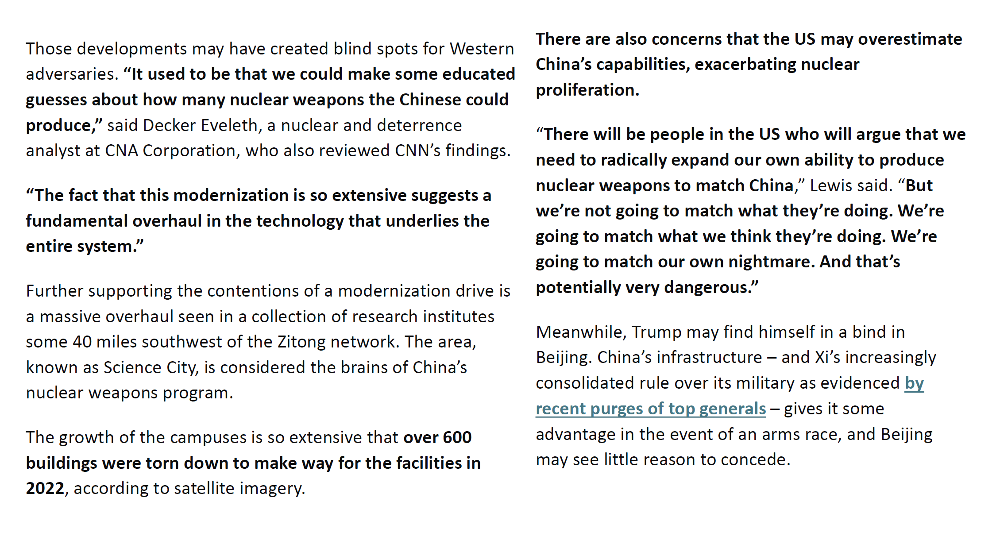 Those developments may have created blind spots for Western
adversaries. “It used to be that we could make some educated
guesses about how many nuclear weapons the Chinese could
produce,” said Decker Eveleth, a nuclear and deterrence
analyst at CNA Corporation, who also reviewed CNN’s findings.
“The fact that this modernization is so extensive suggests a
fundamental overhaul in the technology that underlies the
entire system.”
Further supporting the contentions of a modernization drive is
a massive overhaul seen in a collection of research institutes
some 40 miles southwest of the Zitong network. The area,
known as Science City, is considered the brains of China’s
nuclear weapons program.
The growth of the campuses is so extensive that over 600
buildings were torn down to make way for the facilities in
2022, according to satellite imagery.
There are also concerns that the US may overestimate
China’s capabilities, exacerbating nuclear
proliferation.
“There will be people in the US who will argue that we
need to radically expand our own ability to produce
nuclear weapons to match China,” Lewis said. “But
we’re not going to match what they’re doing. We’re
going to match what we think they’re doing. We’re
going to match our own nightmare. And that’s
potentially very dangerous.”
Meanwhile, Trump may find himself in a bind in
Beijing. China’s infrastructure – and Xi’s increasingly
consolidated rule over its military as evidenced by
recent purges of top generals – gives it some
advantage in the event of an arms race, and Beijing
may see little reason to concede.